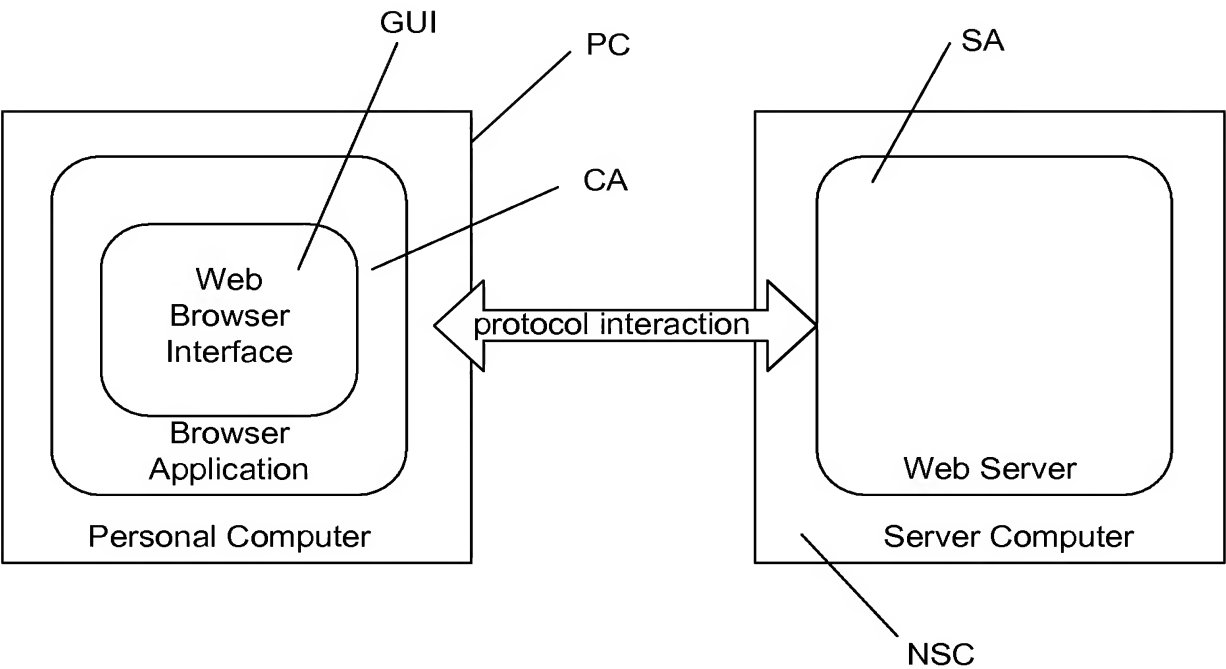 GUI
PC
SA
CA
Web
Browser
Interface
protocol interaction
Browser
Application
Web Server
Personal Computer
Server Computer
NSC